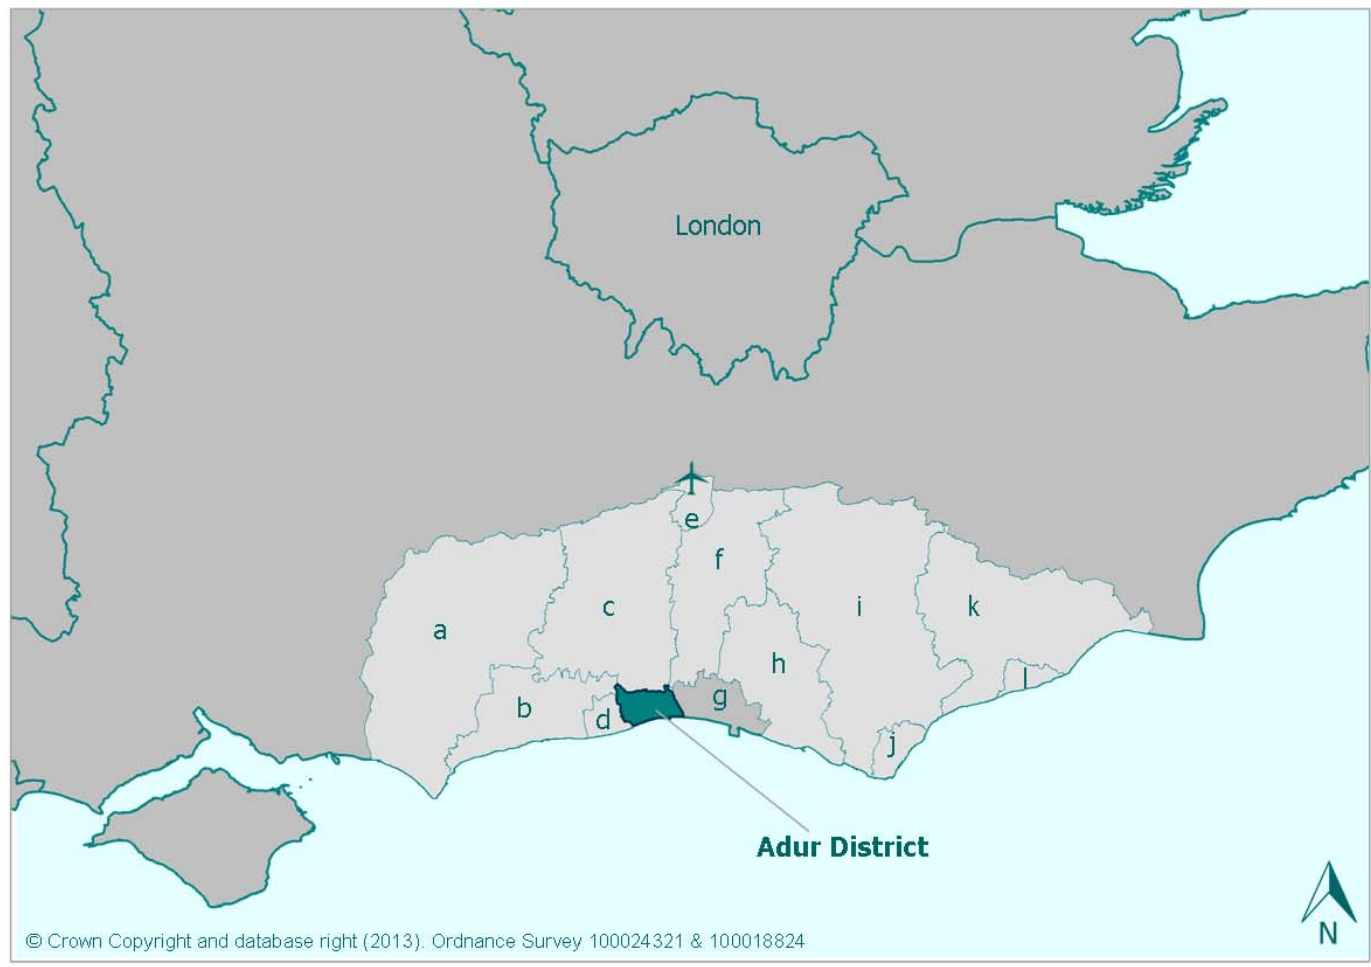 London
e
f
c
i
k
a
h
l
g
b
d
j
Adur District
N
© Crown Copyright and database right (2013). Ordnance Survey 100024321 & 100018824